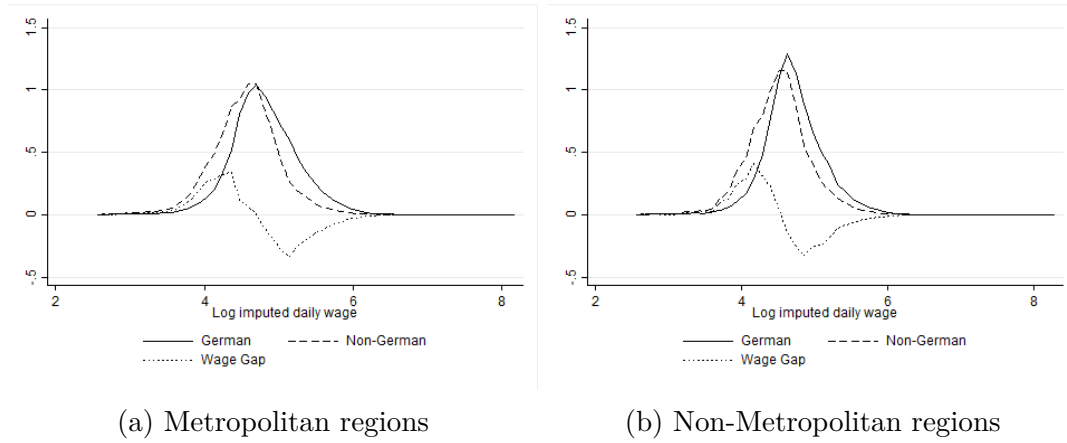 1.5
1
.5
0
-.5
2
4
6
8
Log imputed daily wage
German
Non-German
Wage Gap
(a) Metropolitan regions
1.5
1
.5
0
-.5
2
4
6
8
Log imputed daily wage
German
Non-German
Wage Gap
(b) Non-Metropolitan regions